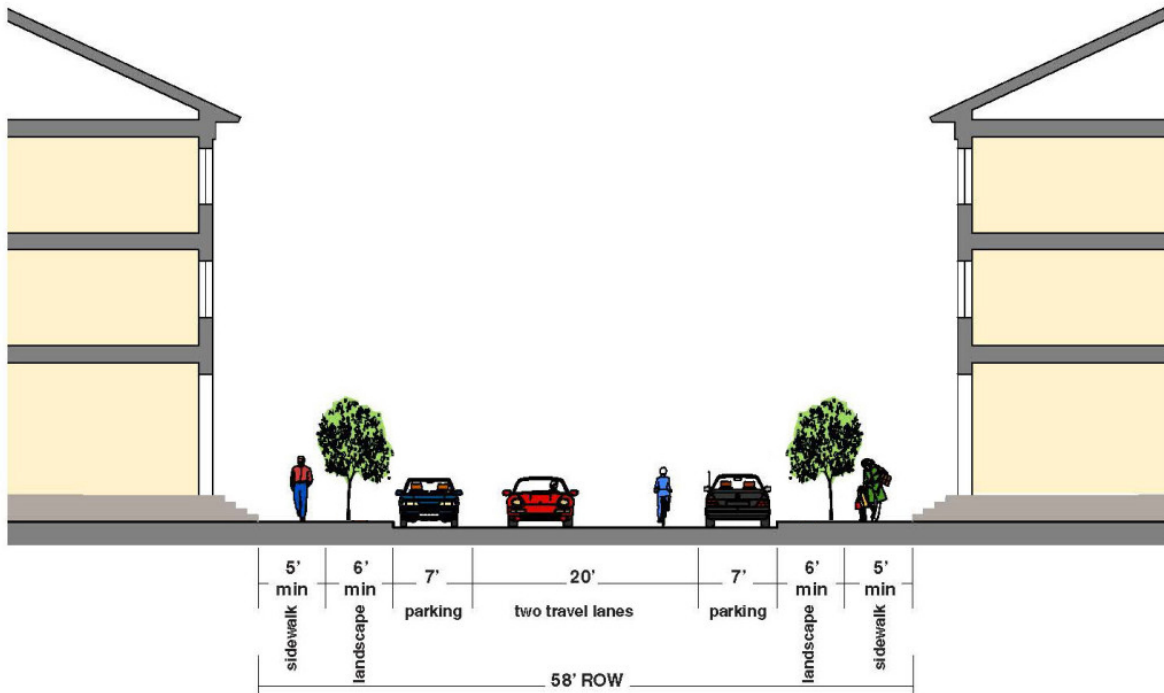 5' min sidewalk
6' min landscape
7' parking
20' two travel lanes
7' parking
6' min landscape
5' min sidewalk
58' ROW